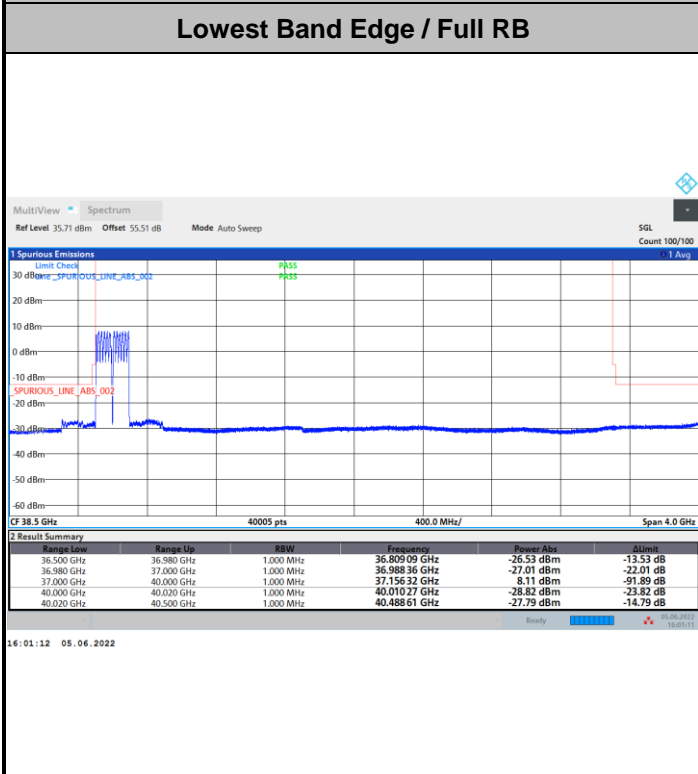 Lowest Band Edge / Full RB
MultiView Spectrum
Ref Level 35.71 dBm Offset 55.51 dB Mode Auto Sweep SGL
Count 100/100
1 Spurious Emissions 1 Avg
Limit Check PASS
30 dBm Line _SPURIOUS_LINE_ABS_002 PASS
20 dBm
10 dBm
0 dBm
-10 dBm
_SPURIOUS_LINE_ABS_002
-20 dBm
-30 dBm
-40 dBm
-50 dBm
-60 dBm
CF 38.5 GHz 40005 pts 400.0 MHz/ Span 4.0 GHz
2 Result Summary
Range Low Range Up RBW Frequency Power Abs ΔLimit
36.500 GHz 36.980 GHz 1.000 MHz 36.809 09 GHz -26.53 dBm -13.53 dB
36.980 GHz 37.000 GHz 1.000 MHz 36.988 36 GHz -27.01 dBm -22.01 dB
37.000 GHz 40.000 GHz 1.000 MHz 37.156 32 GHz 8.11 dBm -91.89 dB
40.000 GHz 40.020 GHz 1.000 MHz 40.010 27 GHz -28.82 dBm -23.82 dB
40.020 GHz 40.500 GHz 1.000 MHz 40.488 61 GHz -27.79 dBm -14.79 dB
Ready 05.06.2022
16:01:11
16:01:12 05.06.2022